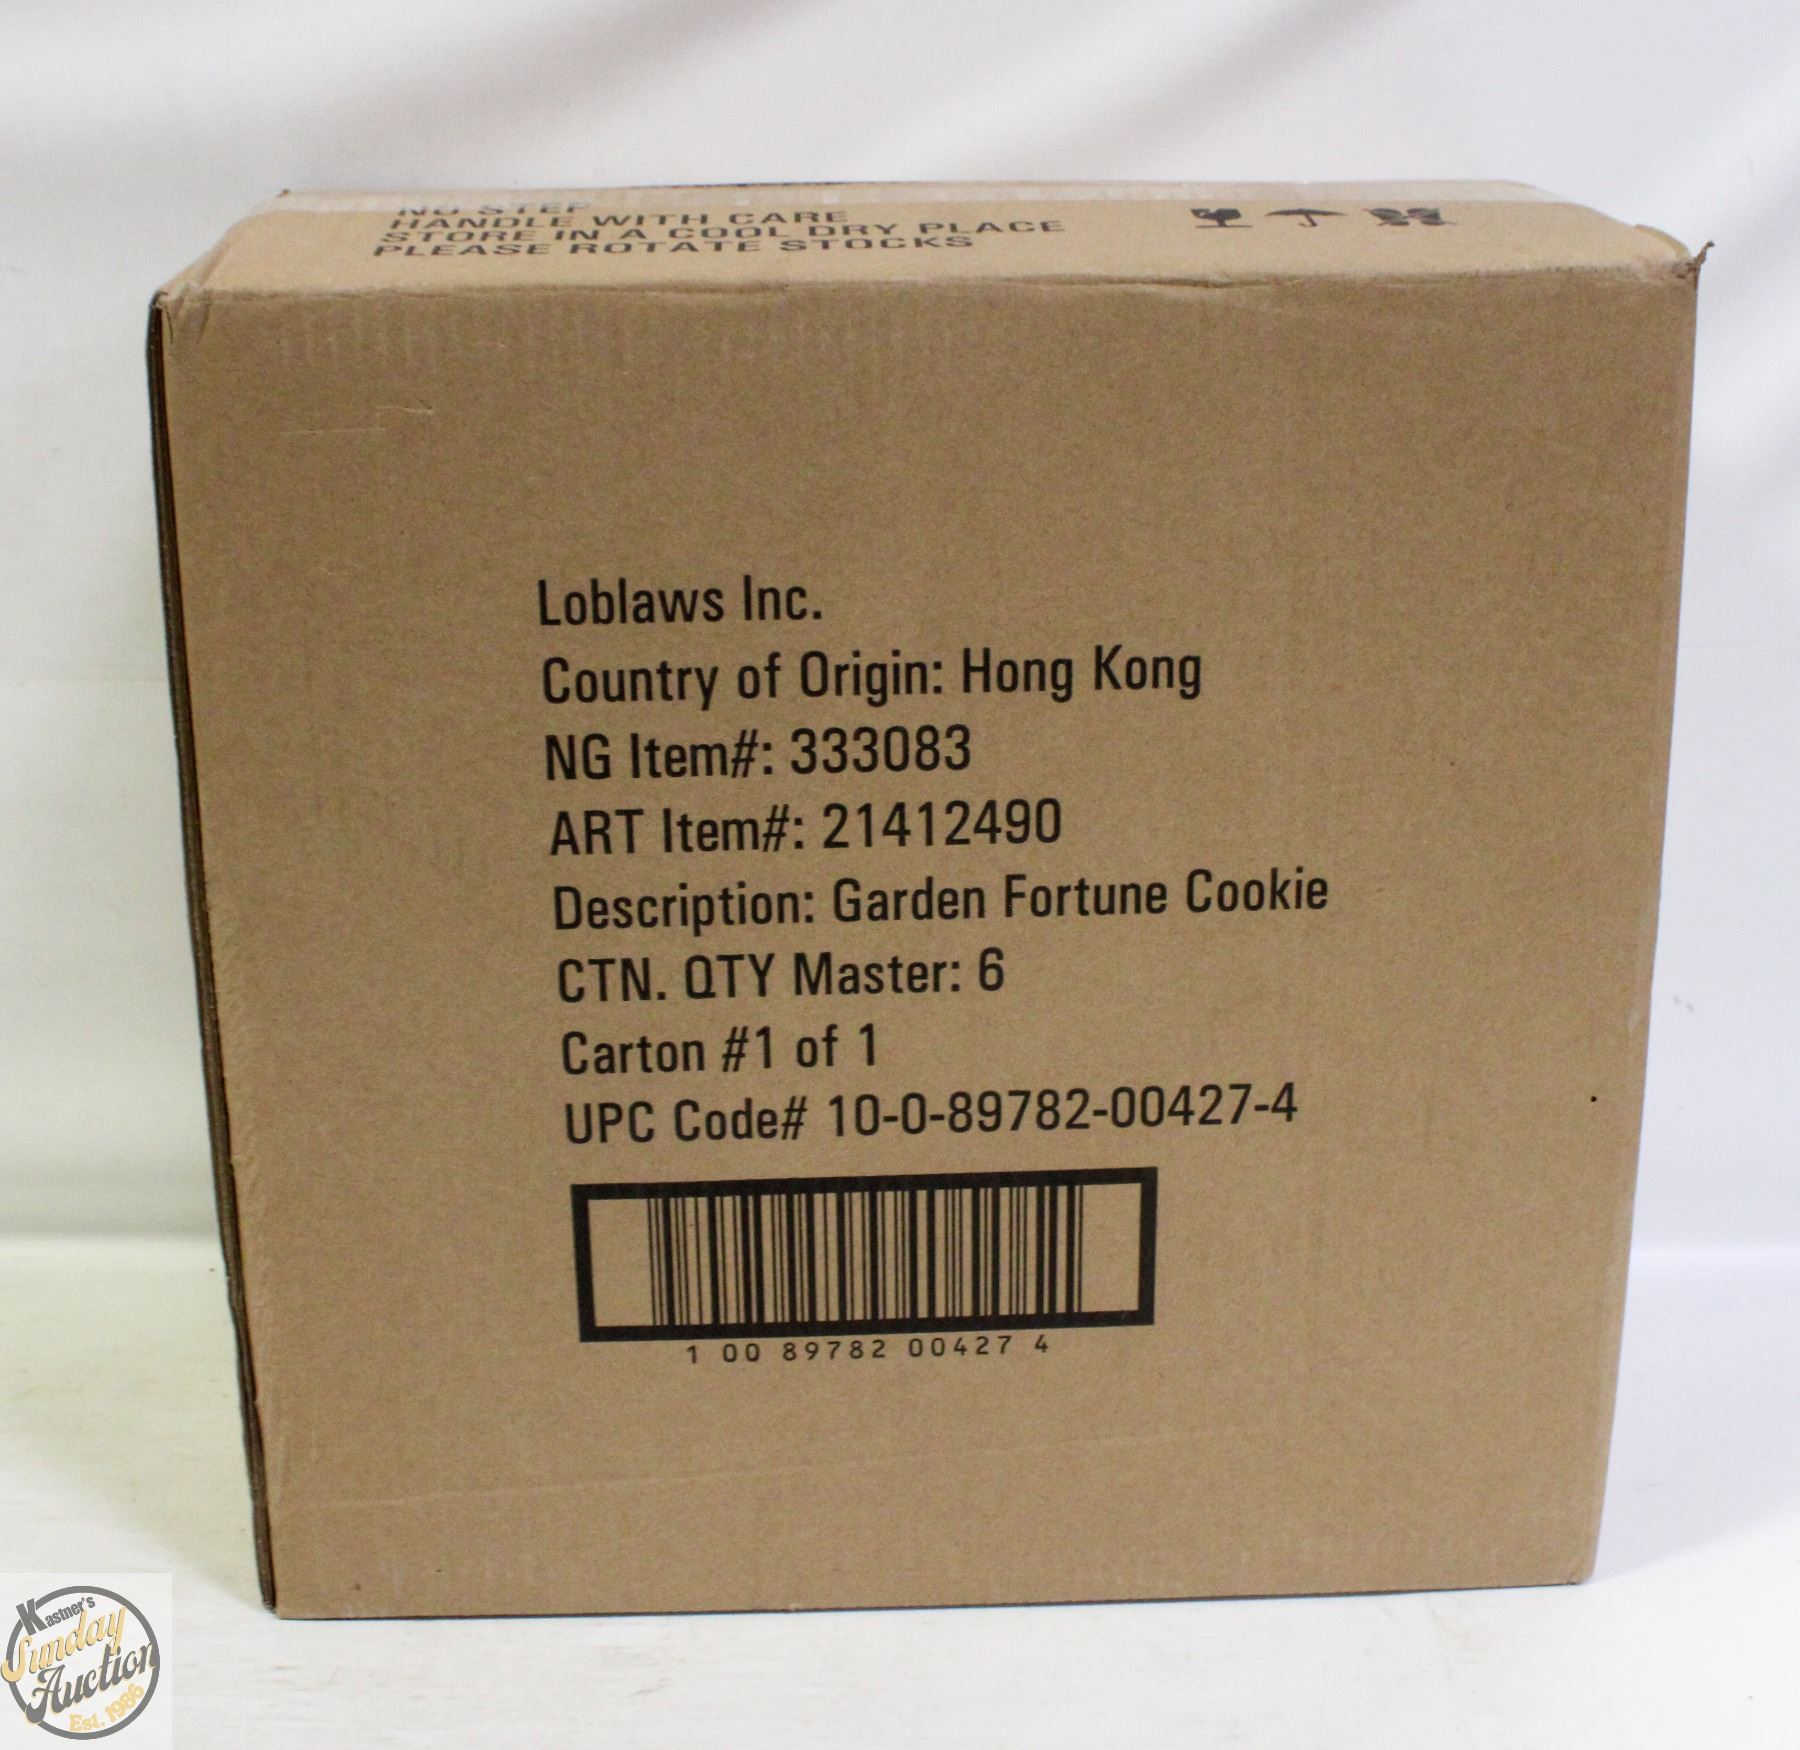 NO STEP
HANDLE WITH CARE
STORE IN A COOL DRY PLACE
PLEASE ROTATE STOCKS
Loblaws Inc.
Country of Origin: Hong Kong
NG Item#: 333083
ART Item#: 21412490
Description: Garden Fortune Cookie
CTN. QTY Master: 6
Carton #1 of 1
UPC Code# 10-0-89782-00427-4
1 00 89782 00427 4
Kastner's
Sunday
Auction
Est. 1986